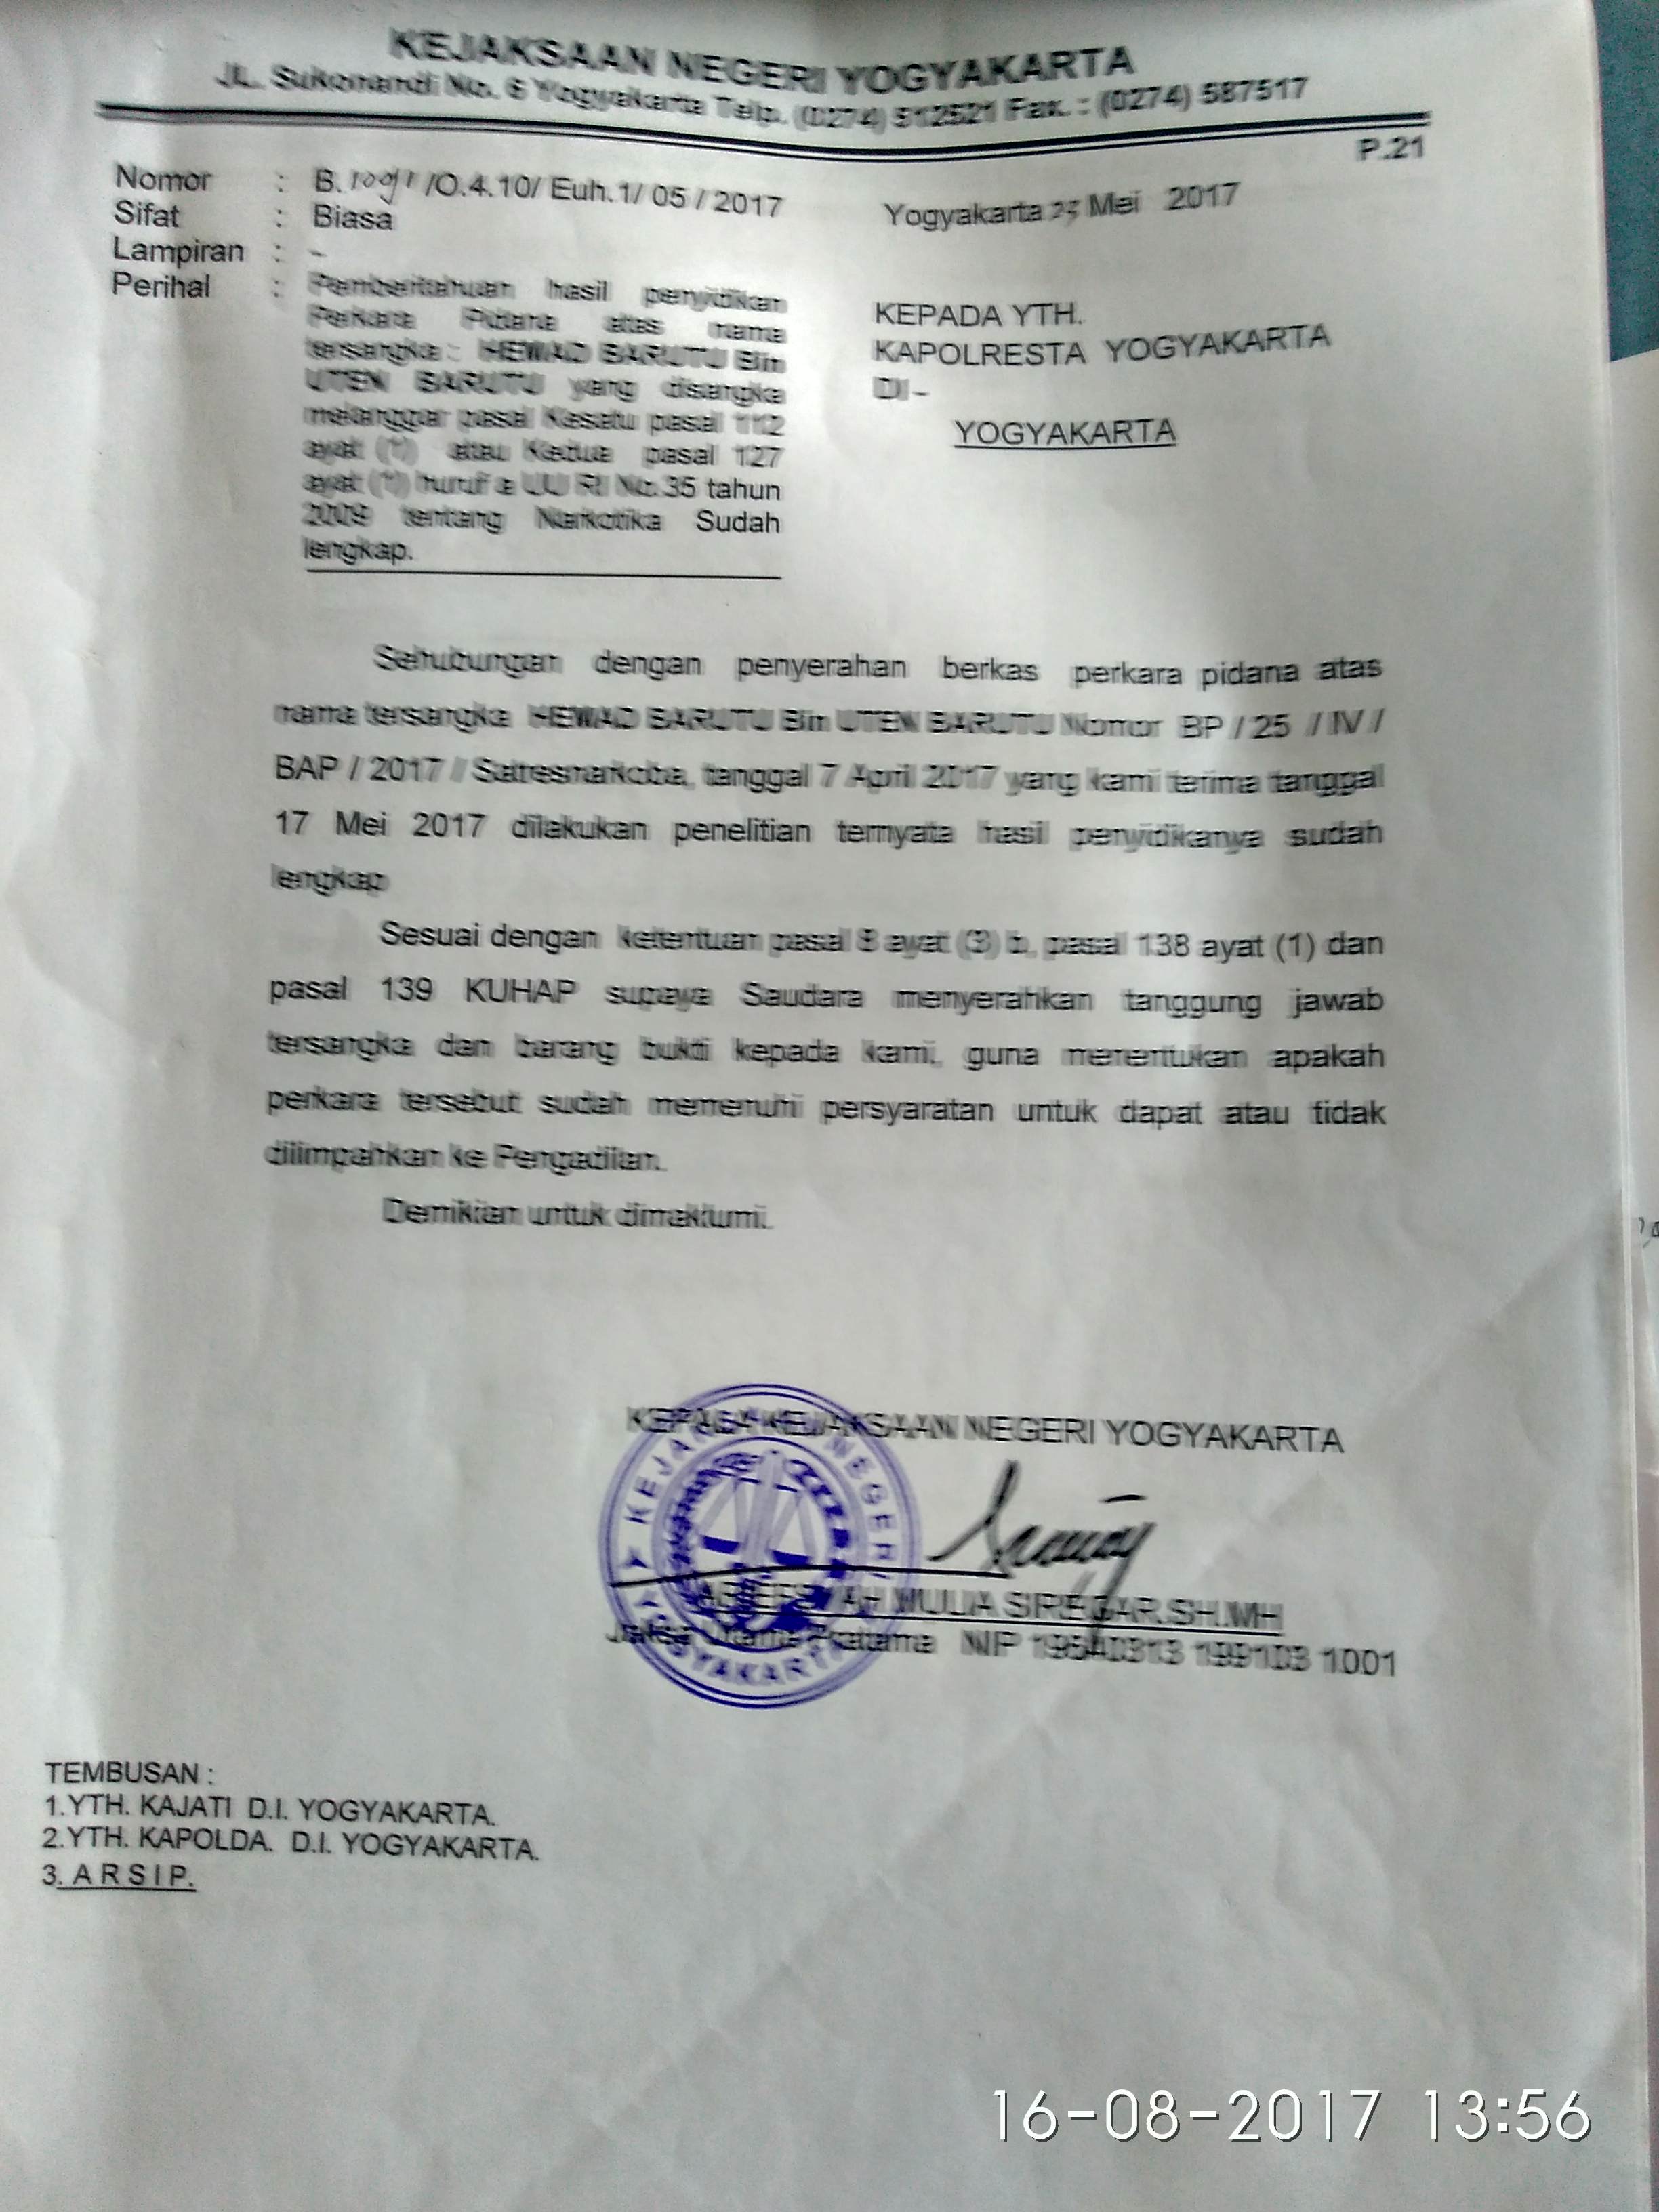 KEJAKSAAN NEGERI YOGYAKARTA
JL. Sukonandi No. 6 Yogyakarta Telp. (0274) 512521 Fax. : (0274) 587517
P.21
Nomor : B. /O.4.10/ Euh.1/ 05 / 2017
Yogyakarta Mei 2017
Sifat : Biasa
Lampiran : -
Perihal : Pemberitahuan hasil penyidikan
Perkara Pidana atas nama
tersangka : HEWAD BARUTU Bin
UTEN BARUTU yang disangka
melanggar pasal Kesatu pasal 112
ayat (1) atau Kedua pasal 127
ayat (1) huruf a UU RI No.35 tahun
2009 tentang Narkotika Sudah
lengkap.
KEPADA YTH.
KAPOLRESTA YOGYAKARTA
DI –
YOGYAKARTA
Sehubungan dengan penyerahan berkas perkara pidana atas
nama tersangka HEWAD BARUTU Bin UTEN BARUTU Nomor BP / 25 / IV /
BAP / 2017 / Satresnarkoba, tanggal 7 April 2017 yang kami terima tanggal
17 Mei 2017 dilakukan penelitian ternyata hasil penyidikanya sudah
lengkap
Sesuai dengan ketentuan pasal 8 ayat (3) b, pasal 138 ayat (1) dan
pasal 139 KUHAP supaya Saudara menyerahkan tanggung jawab
tersangka dan barang bukti kepada kami, guna menentukan apakah
perkara tersebut sudah memenuhi persyaratan untuk dapat atau tidak
dilimpahkan ke Pengadilan.
Demikian untuk dimaklumi.
KEPALA KEJAKSAAN NEGERI YOGYAKARTA
KEJAKSAAN NEGERI
YOGYAKARTA
MULIA SIREGAR.SH.MH
Jaksa Utama Pratama NIP 199103 1001
TEMBUSAN :
1.YTH. KAJATI D.I. YOGYAKARTA.
2.YTH. KAPOLDA. D.I. YOGYAKARTA.
3. A R S I P.
16-08-2017 13:56